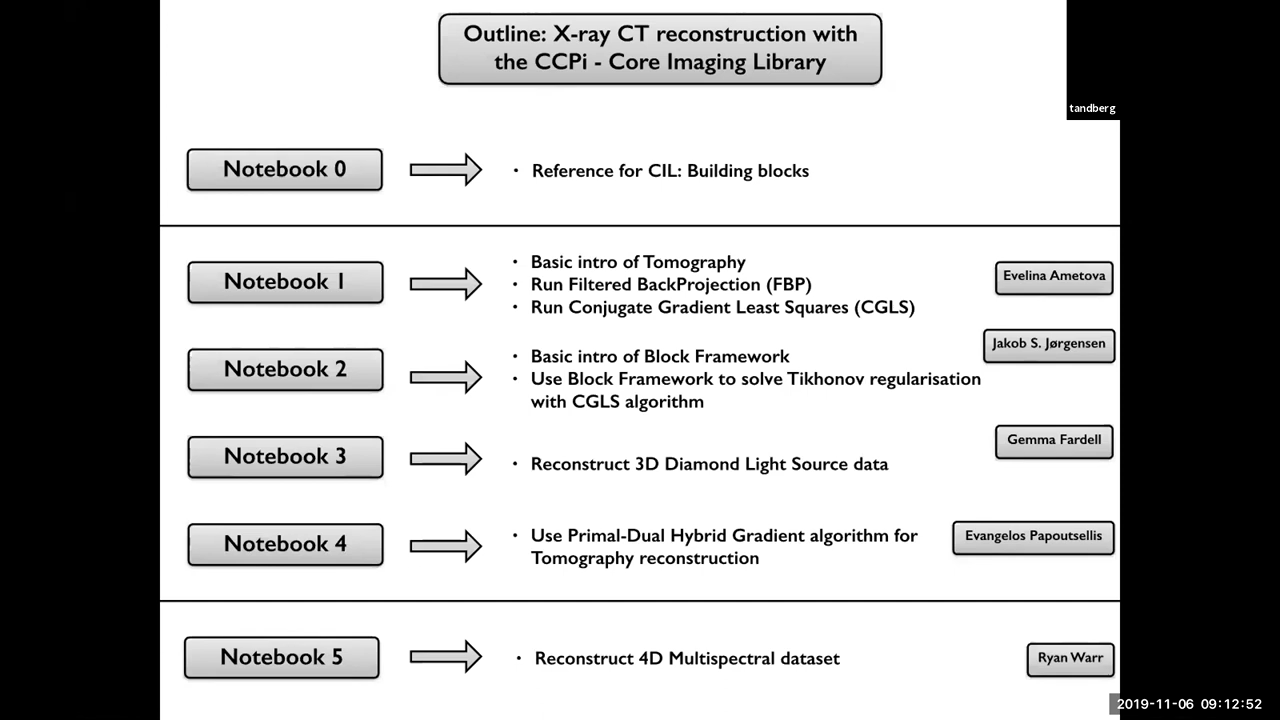 Outline: X-ray CT reconstruction with
the CCPi - Core Imaging Library
tandberg
Notebook 0
• Reference for CIL: Building blocks
Notebook 1
• Basic intro of Tomography
• Run Filtered BackProjection (FBP)
• Run Conjugate Gradient Least Squares (CGLS)
Evelina Ametova
Notebook 2
• Basic intro of Block Framework
• Use Block Framework to solve Tikhonov regularisation
with CGLS algorithm
Jakob S. Jørgensen
Notebook 3
• Reconstruct 3D Diamond Light Source data
Gemma Fardell
Notebook 4
• Use Primal-Dual Hybrid Gradient algorithm for
Tomography reconstruction
Evangelos Papoutsellis
Notebook 5
• Reconstruct 4D Multispectral dataset
Ryan Warr
2019-11-06 09:12:52